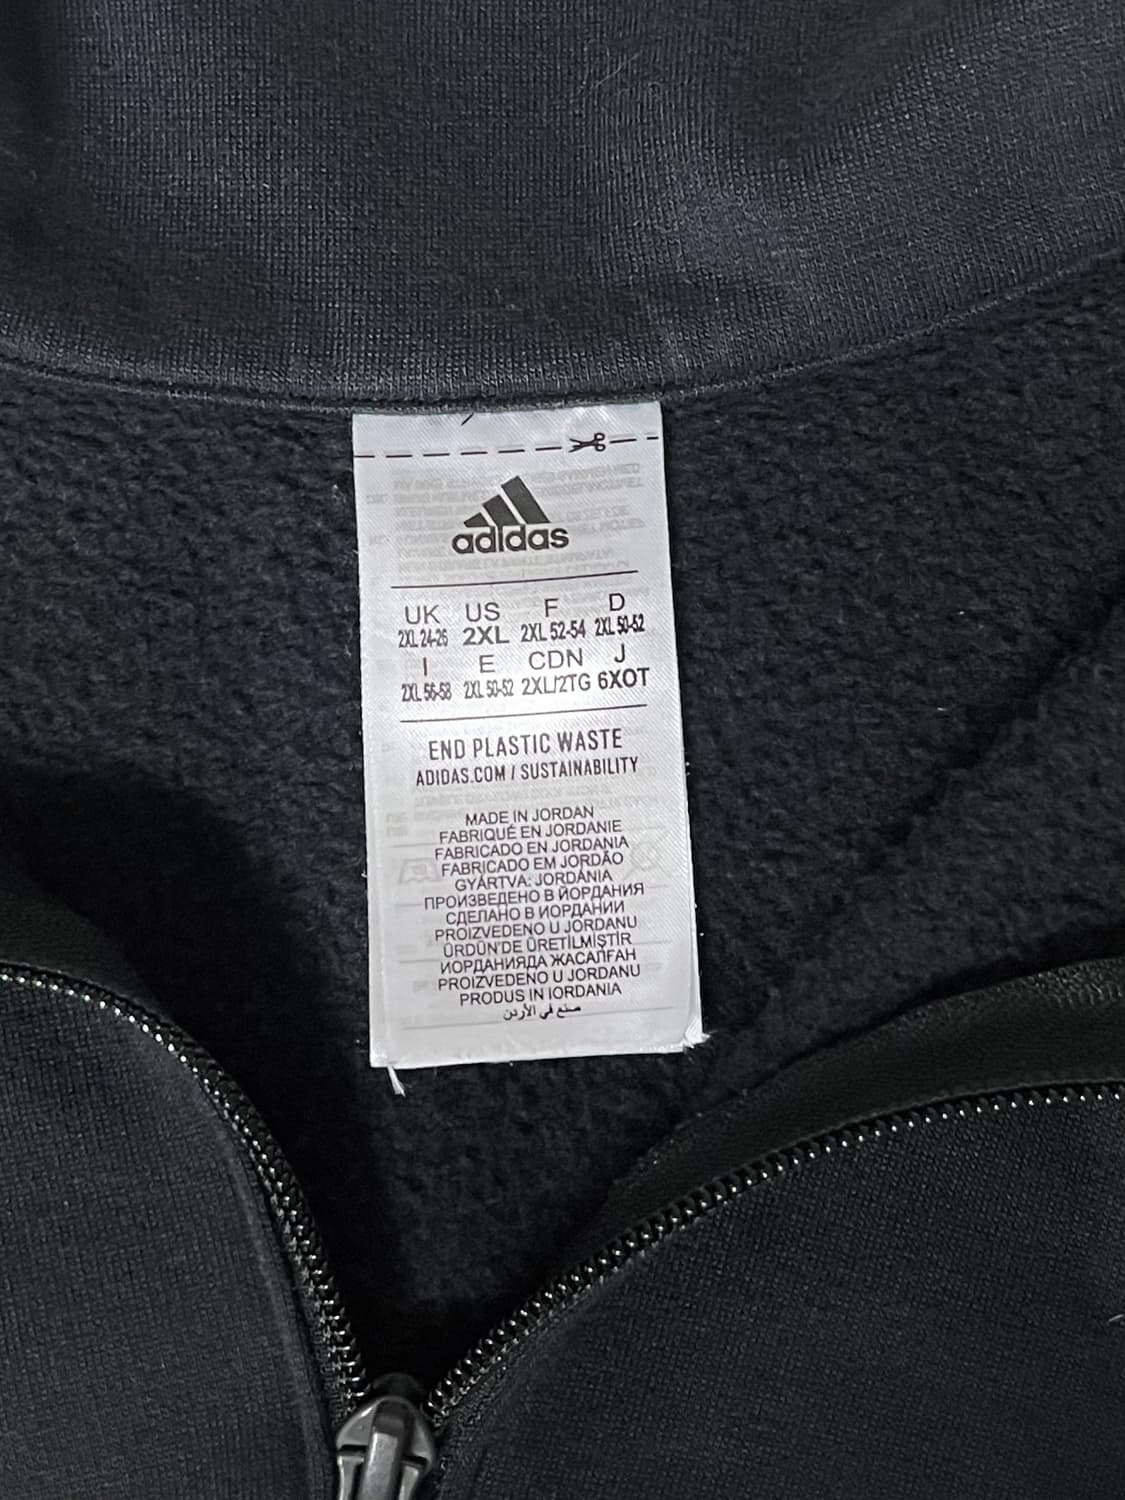 adidas
UK US F D
2XL 24-26 2XL 2XL 52-54 2XL 50-52
I E CDN J
2XL 56-58 2XL 50-52 2XL/2TG 6XOT
END PLASTIC WASTE
ADIDAS.COM / SUSTAINABILITY
MADE IN JORDAN
FABRIQUÉ EN JORDANIE
FABRICADO EN JORDANIA
FABRICADO EM JORDÃO
GYÁRTVA: JORDÁNIA
ПРОИЗВЕДЕНО В ЙОРДАНИЯ
СДЕЛАНО В ИОРДАНИИ
PROIZVEDENO U JORDANU
ÜRDÜN'DE ÜRETİLMİŞTİR
ИОРДАНИЯДА ЖАСАЛҒАН
PROIZVEDENO U JORDANU
PRODUS IN IORDANIA
صنع في الأردن